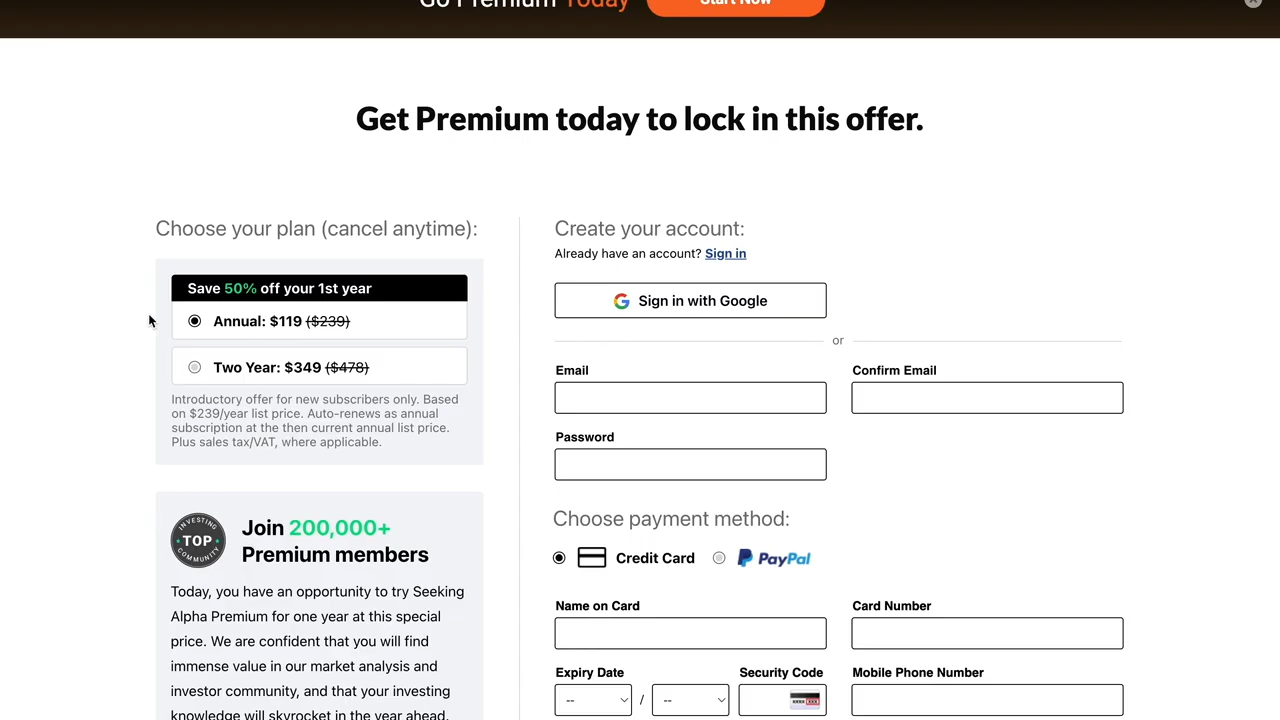 Go Premium Today
Start Now
Get Premium today to lock in this offer.
Choose your plan (cancel anytime):
Save 50% off your 1st year
Annual: $119 ($239)
Two Year: $349 ($478)
Introductory offer for new subscribers only. Based
on $239/year list price. Auto-renews as annual
subscription at the then current annual list price.
Plus sales tax/VAT, where applicable.
INVESTING
TOP
COMMUNITY
Join 200,000+
Premium members
Today, you have an opportunity to try Seeking
Alpha Premium for one year at this special
price. We are confident that you will find
immense value in our market analysis and
investor community, and that your investing
knowledge will skyrocket in the year ahead.
Create your account:
Already have an account? Sign in
Sign in with Google
or
Email
Confirm Email
Password
Choose payment method:
Credit Card
PayPal
Name on Card
Card Number
Expiry Date
Security Code
Mobile Phone Number
-- / --